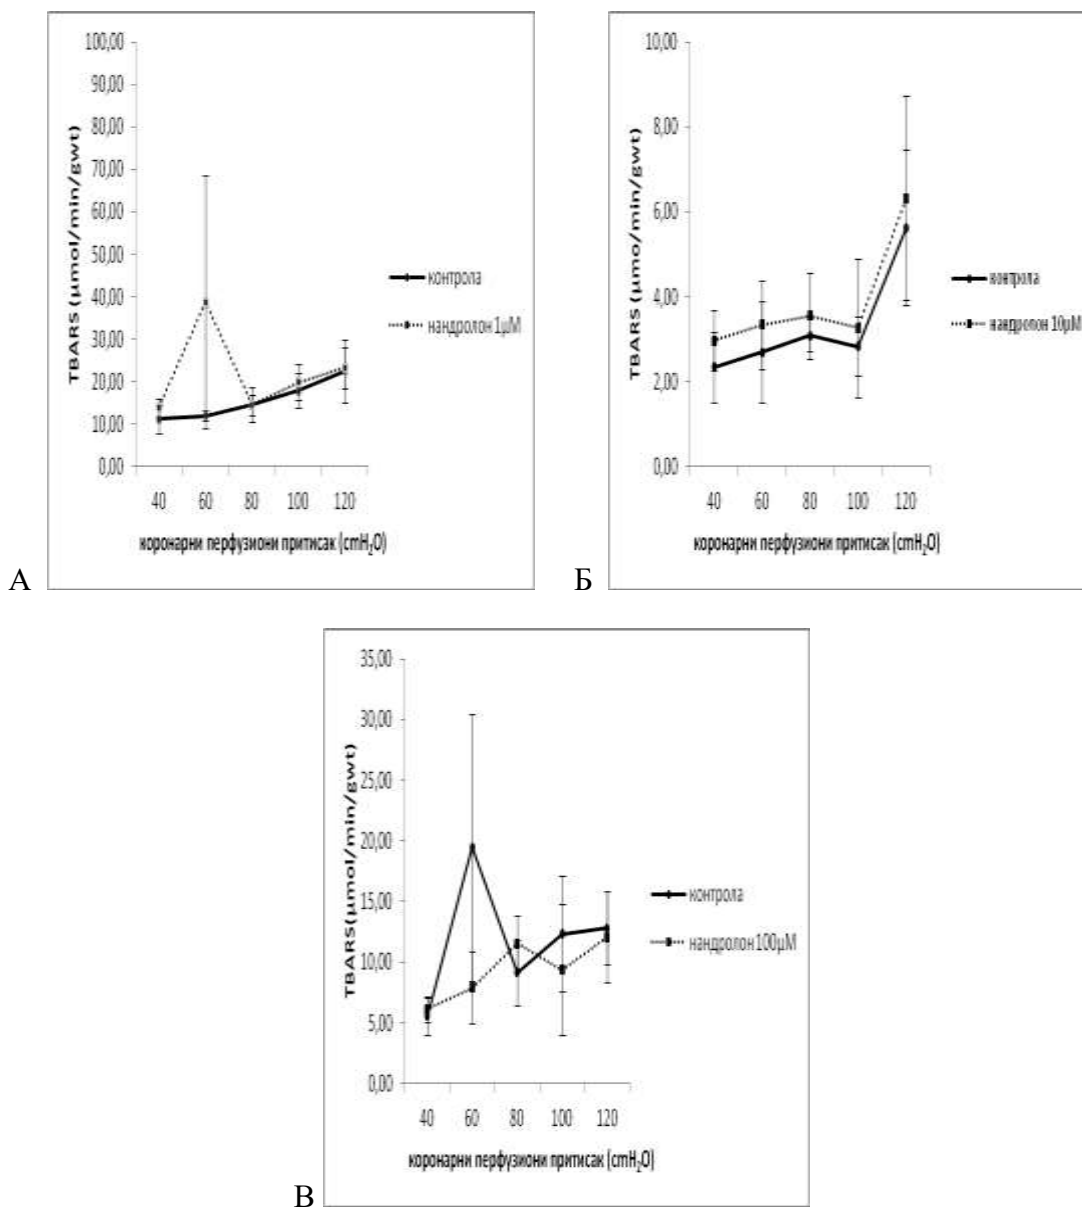 100,00
90,00
80,00
70,00
60,00
50,00
40,00
30,00
20,00
10,00
0,00
TBARS (µmol/min/gwt)
40 60 80 100 120
коронарни перфузиони притисак (cmH₂O)
контрола
нандролон 1µM
А
10,00
8,00
6,00
4,00
2,00
0,00
TBARS (µmo/min/gwt)
40 60 80 100 120
коронарни перфузиони притисак (cmH₂O)
контрола
нандролон 10µM
Б
35,00
30,00
25,00
20,00
15,00
10,00
5,00
0,00
TBARS(µmol/min/gwt)
40 60 80 100 120
коронарни перфузиони притисак (cmH₂O)
контрола
нандролон 100µM
В